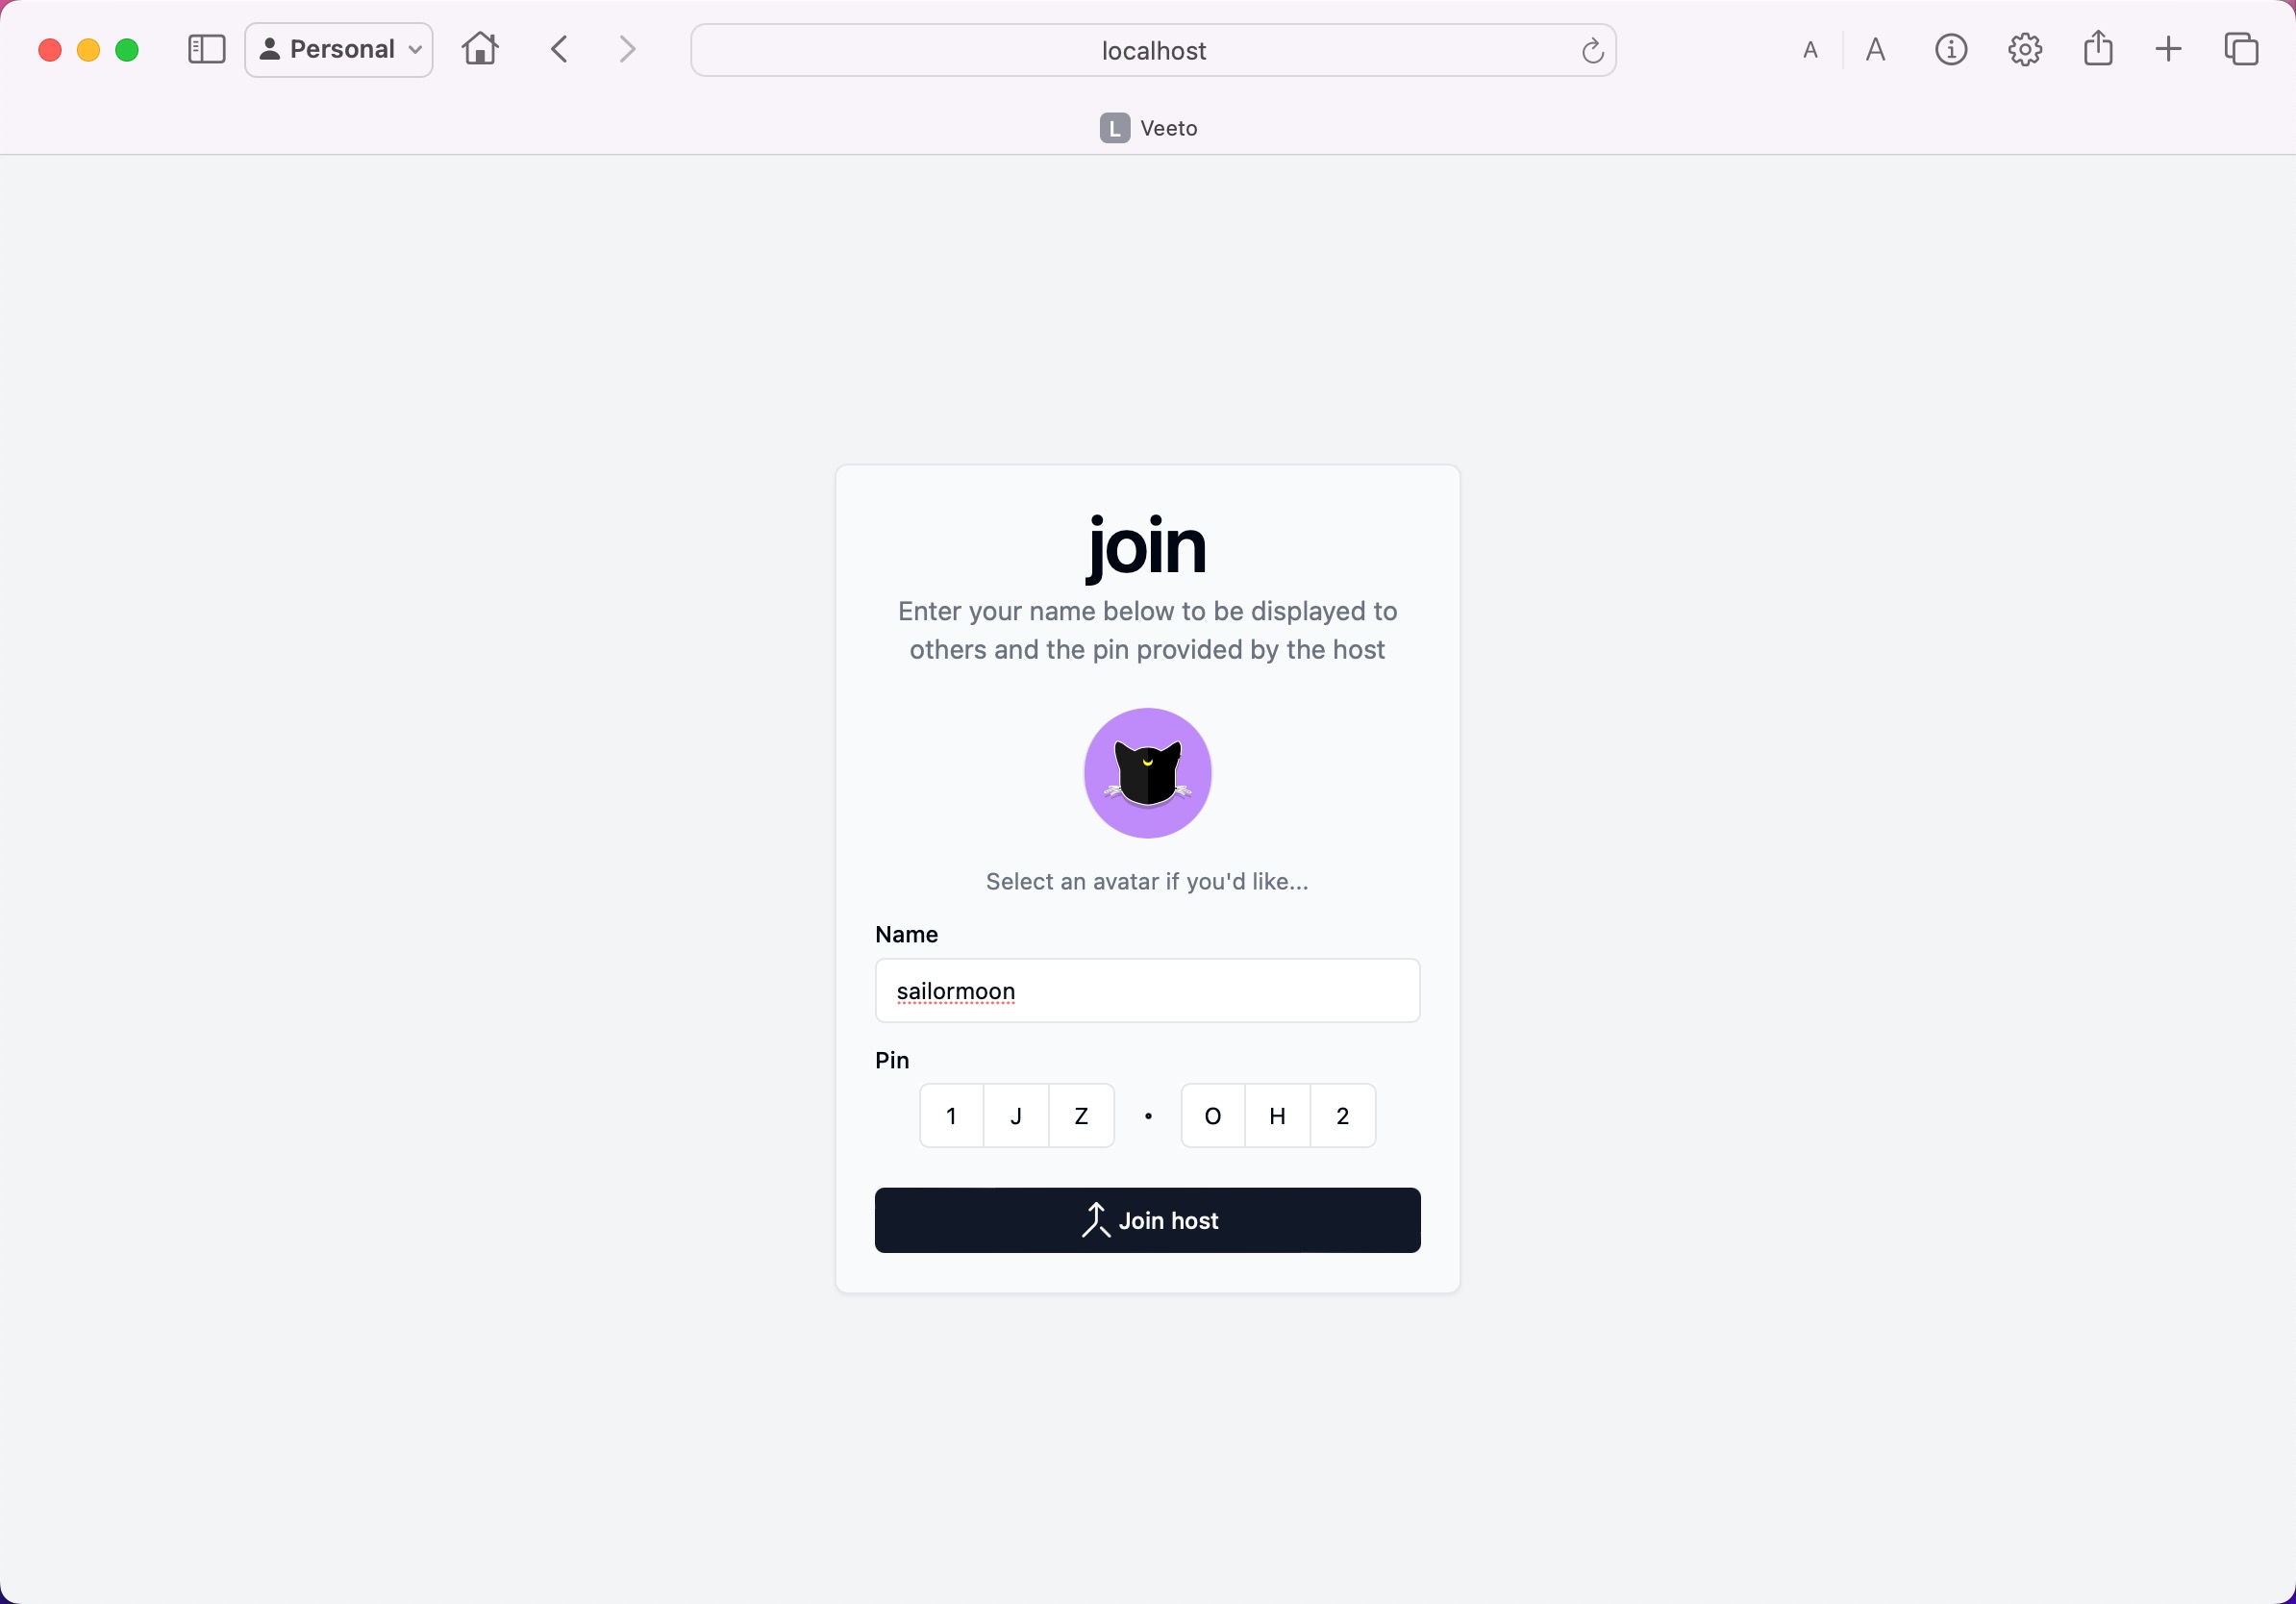 Personal
localhost
A A
L Veeto
join
Enter your name below to be displayed to
others and the pin provided by the host
Select an avatar if you'd like...
Name
sailormoon
Pin
1 J Z • O H 2
Join host